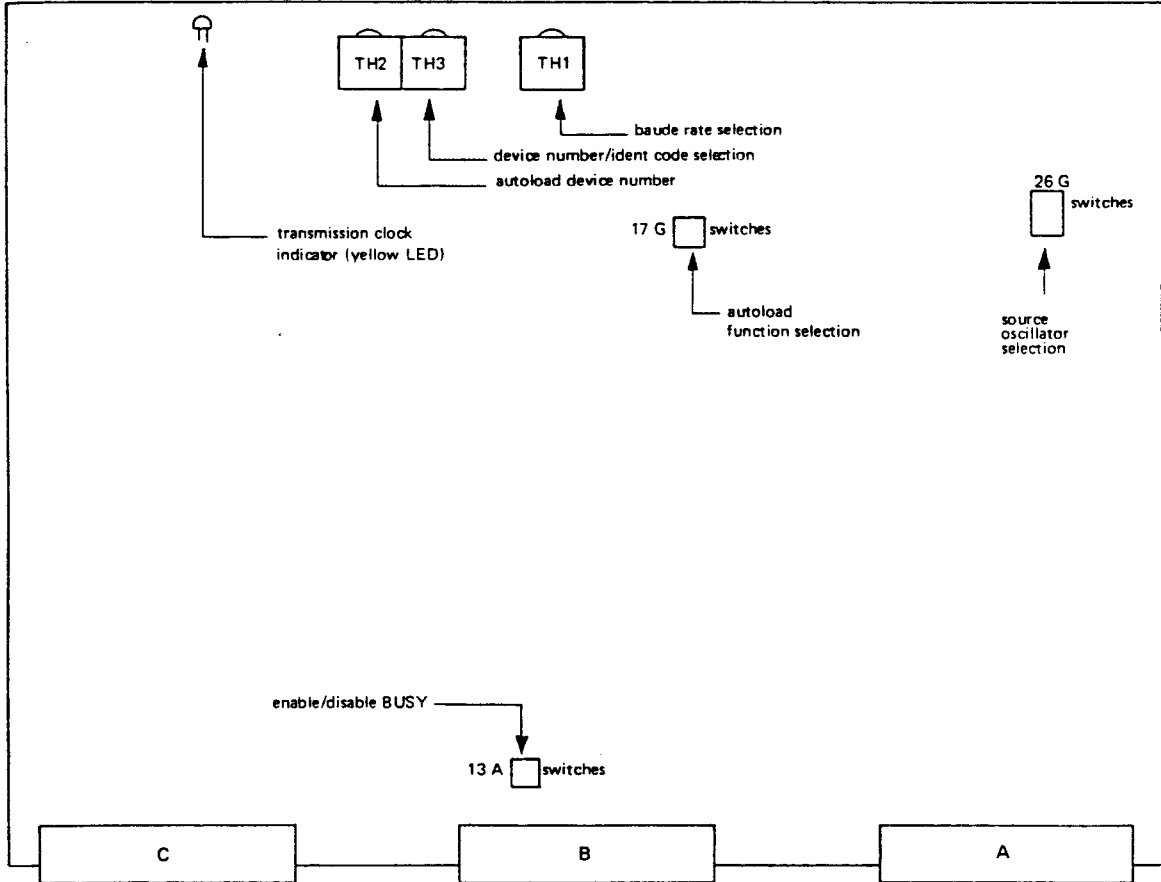 TH2
TH3
TH1
baude rate selection
device number/ident code selection
autoload device number
26 G
switches
17 G
switches
transmission clock
indicator (yellow LED)
autoload
function selection
source
oscillator
selection
enable/disable BUSY
13 A
switches
C
B
A